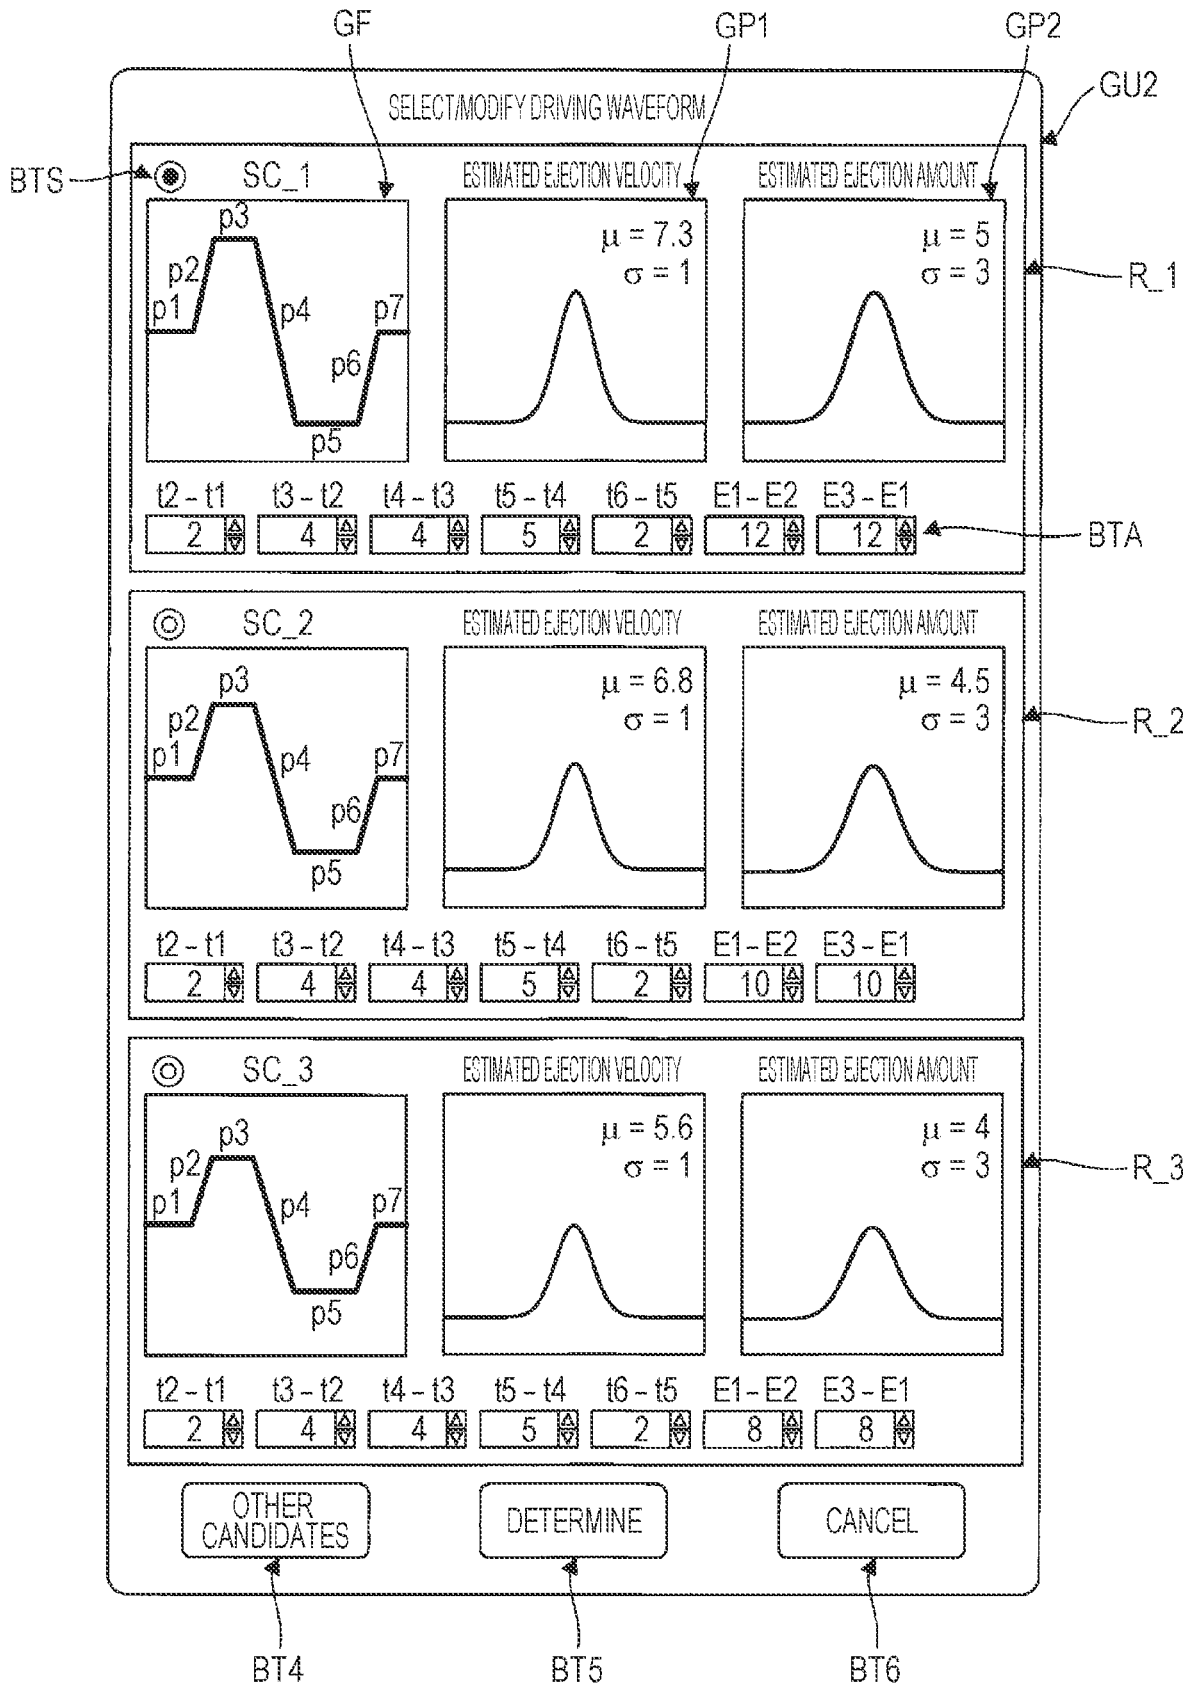 GF GP1 GP2
GU2
SELECT/MODIFY DRIVING WAVEFORM
BTS SC_1 ESTIMATED EJECTION VELOCITY ESTIMATED EJECTION AMOUNT
p3 μ = 7.3 μ = 5
p2 σ = 1 σ = 3 R_1
p1 p4 p7
p6
p5
t2 - t1 t3 - t2 t4 - t3 t5 - t4 t6 - t5 E1 - E2 E3 - E1
2 4 4 5 2 12 12 BTA
SC_2 ESTIMATED EJECTION VELOCITY ESTIMATED EJECTION AMOUNT
p3 μ = 6.8 μ = 4.5
p2 σ = 1 σ = 3 R_2
p1 p4 p7
p6
p5
t2 - t1 t3 - t2 t4 - t3 t5 - t4 t6 - t5 E1 - E2 E3 - E1
2 4 4 5 2 10 10
SC_3 ESTIMATED EJECTION VELOCITY ESTIMATED EJECTION AMOUNT
p3 μ = 5.6 μ = 4
p2 σ = 1 σ = 3 R_3
p1 p4 p7
p6
p5
t2 - t1 t3 - t2 t4 - t3 t5 - t4 t6 - t5 E1 - E2 E3 - E1
2 4 4 5 2 8 8
OTHER
CANDIDATES DETERMINE CANCEL
BT4 BT5 BT6